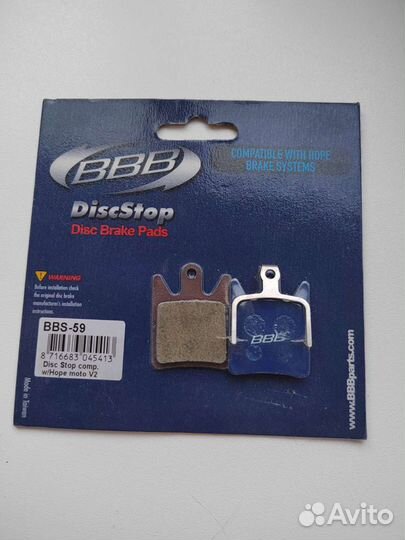 BBB
COMPATIBLE WITH HOPE
BRAKE SYSTEMS
DiscStop
Disc Brake Pads
WARNING
Before installation check
the original disc brake
manufacturer's installation
instructions.
BBS-59
8 716683 045413
Disc Stop comp.
w/Hope moto V2
Made in Taiwan
BBB
www.BBBparts.com
Avito